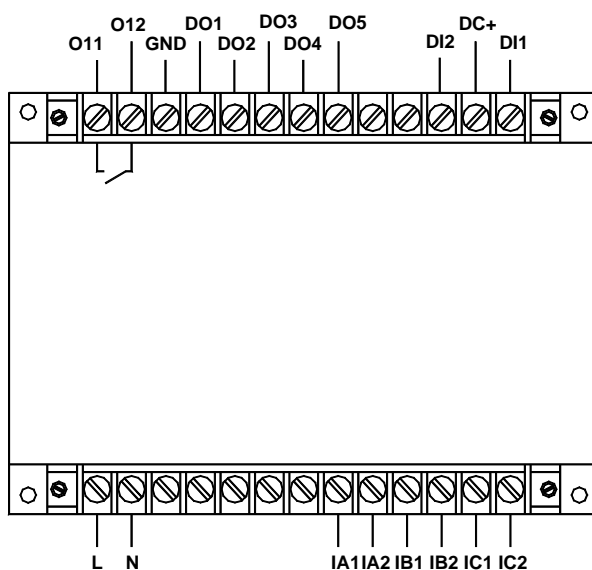 O11 O12 GND DO1 DO2 DO3 DO4 DO5 DI2 DC+ DI1
L N IA1 IA2 IB1 IB2 IC1 IC2